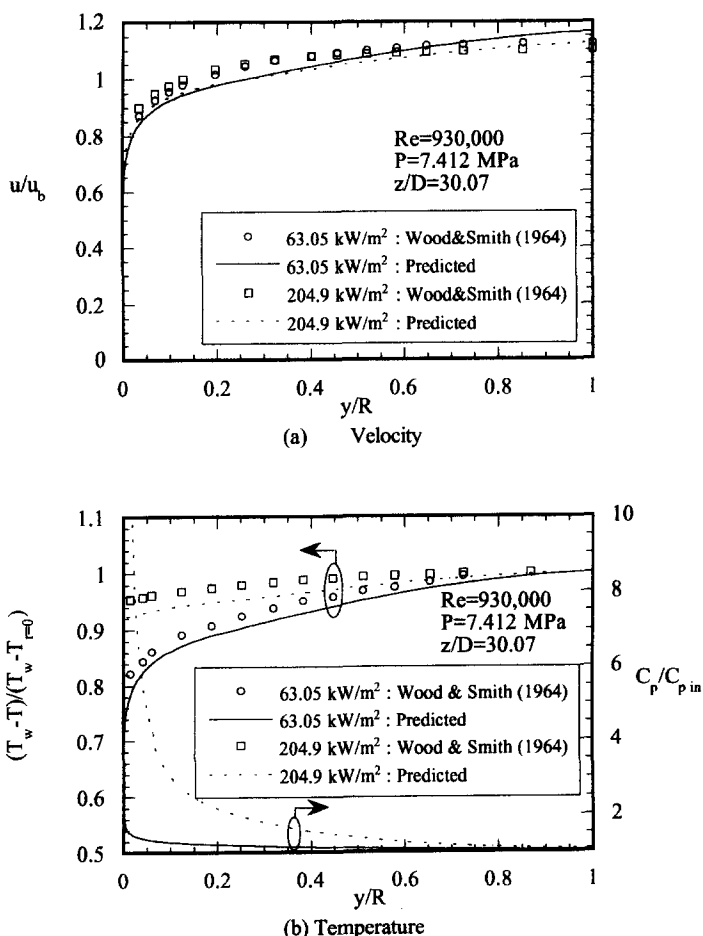 1.2
1
0.8
u/u_b
0.6
0.4
0.2
0
Re=930,000
P=7.412 MPa
z/D=30.07
63.05 kW/m² : Wood&Smith (1964)
63.05 kW/m² : Predicted
204.9 kW/m² : Wood&Smith (1964)
204.9 kW/m² : Predicted
0 0.2 0.4 0.6 0.8 1
y/R
(a) Velocity
1.1
1
0.9
0.8
0.7
0.6
0.5
(T_w-T)/(T_w-T_{r=0})
10
8
6
4
2
C_p/C_{p in}
Re=930,000
P=7.412 MPa
z/D=30.07
63.05 kW/m² : Wood & Smith (1964)
63.05 kW/m² : Predicted
204.9 kW/m² : Wood & Smith (1964)
204.9 kW/m² : Predicted
0 0.2 0.4 0.6 0.8 1
y/R
(b) Temperature